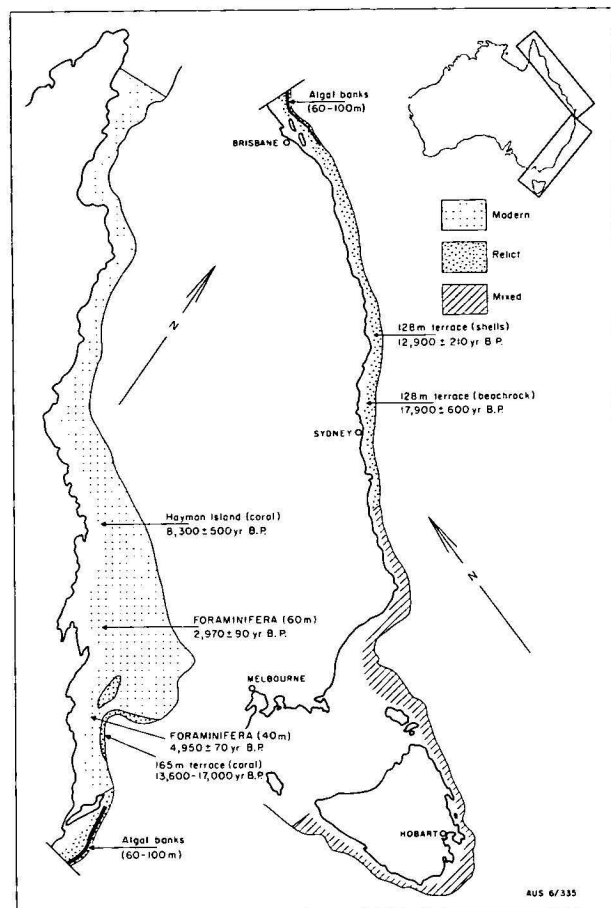 Algal banks
(60-100m)
BRISBANE
Modern
Relict
Mixed
N
128m terrace (shells)
12,900 ± 210 yr B.P.
128m terrace (beachrock)
17,900 ± 600 yr B.P.
SYDNEY
Hayman Island (coral)
8,300 ± 500 yr B.P.
N
FORAMINIFERA (60m)
2,970 ± 90 yr B.P.
MELBOURNE
FORAMINIFERA (40m)
4,950 ± 70 yr B.P.
165m terrace (coral)
13,600-17,000 yr B.P.
HOBART
Algal banks
(60-100m)
AUS 6/335